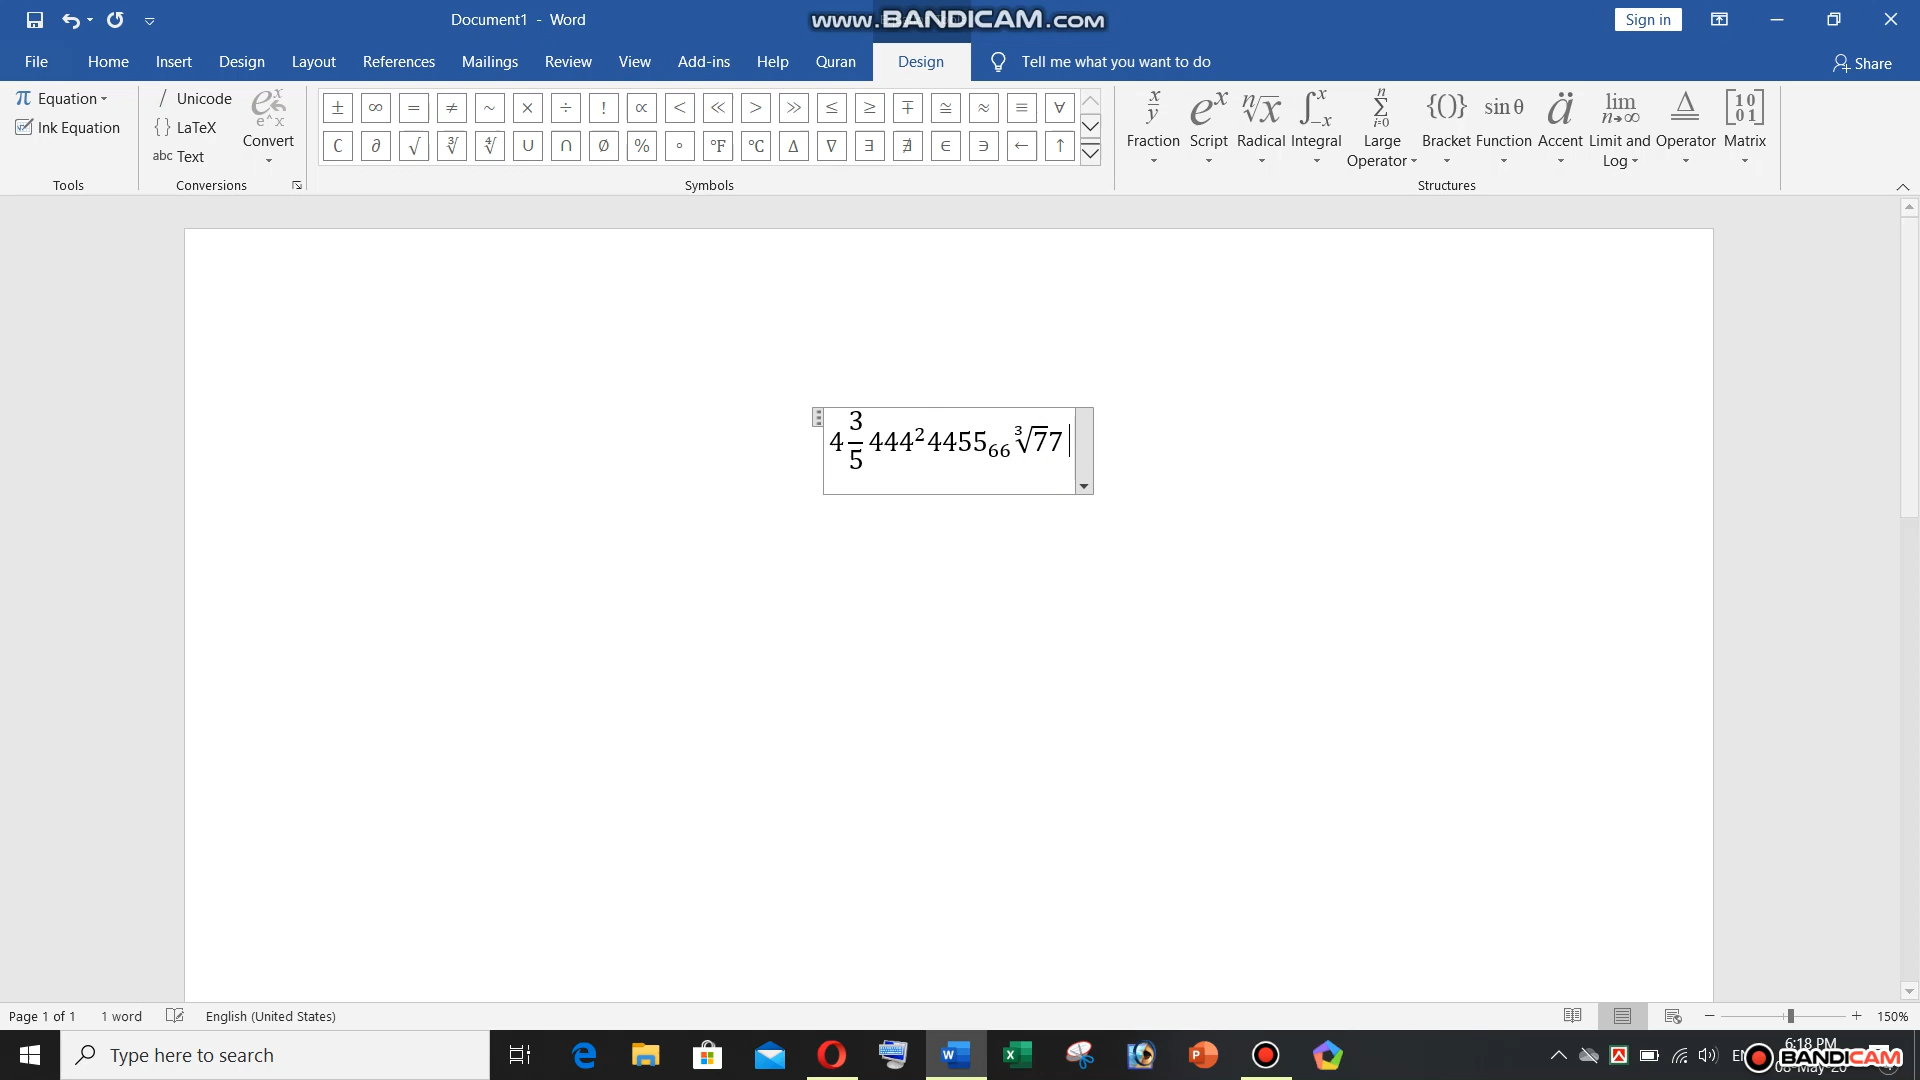 Document1 - Word
www.BANDICAM.com
Sign in
File Home Insert Design Layout References Mailings Review View Add-ins Help Quran Design Tell me what you want to do Share
π Equation
Ink Equation
Tools
/ Unicode
{ } LaTeX
abc Text
Convert
Conversions
± ∞ = ≠ ~ × ÷ ! ∝ < ≪ > ≫ ≤ ≥ ∓ ≅ ≈ ≡ ∀
∁ ∂ √ ∛ ∜ ∪ ∩ ∅ % ° °F °C ∆ ∇ ∃ ∄ ∈ ∋ ← ↑
Symbols
Fraction Script Radical Integral Large Operator Bracket Function Accent Limit and Log Operator Matrix
Structures
4 3/5 444² 4455₆₆ ∛7 7
Page 1 of 1 1 word English (United States) 150%
Type here to search
6:18 PM
BANDICAM